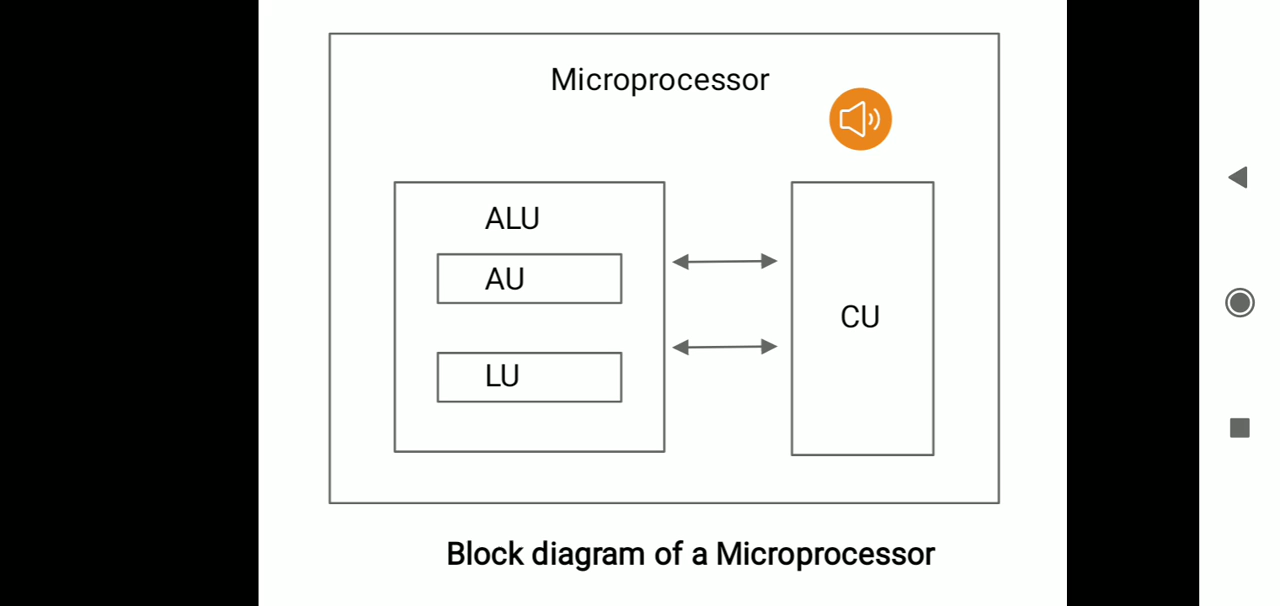 Microprocessor
ALU
AU
LU
CU
Block diagram of a Microprocessor